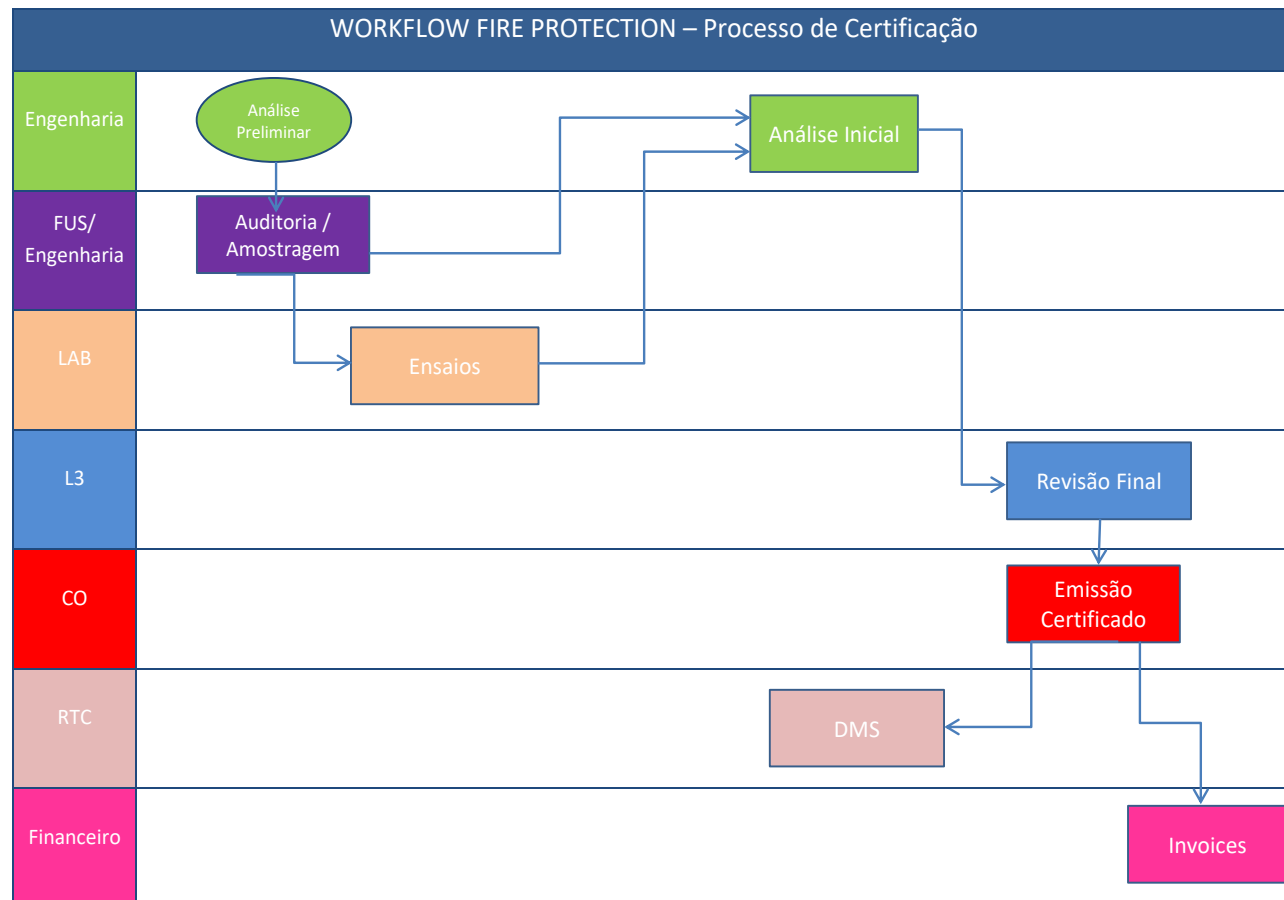 WORKFLOW FIRE PROTECTION – Processo de Certificação
Engenharia
Análise
Preliminar
Análise Inicial
FUS/
Engenharia
Auditoria /
Amostragem
LAB
Ensaios
L3
Revisão Final
CO
Emissão
Certificado
RTC
DMS
Financeiro
Invoices